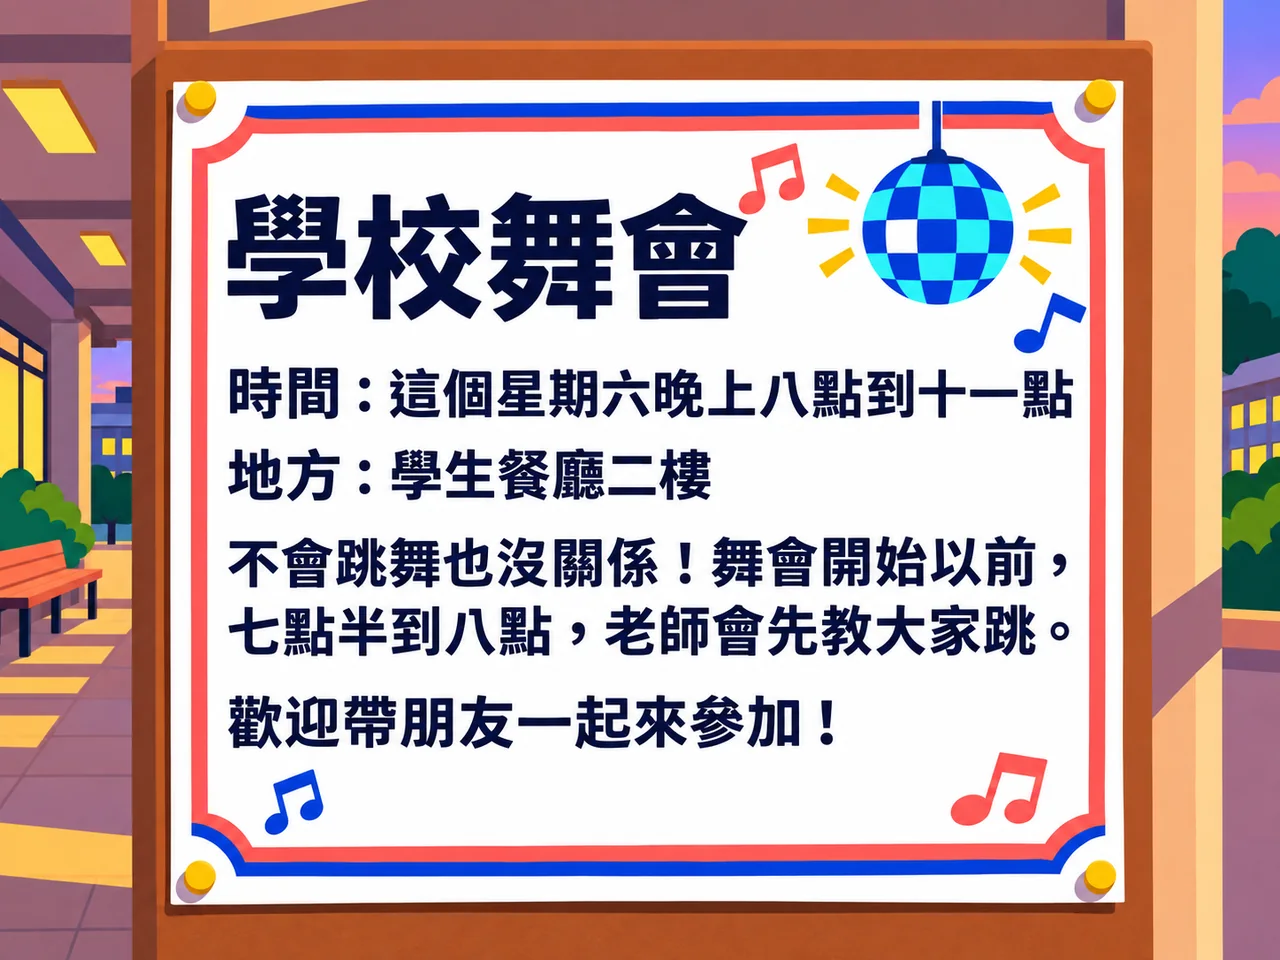 學校舞會
時間：這個星期六晚上八點到十一點
地方：學生餐廳二樓
不會跳舞也沒關係！舞會開始以前，
七點半到八點，老師會先教大家跳。
歡迎帶朋友一起來參加！